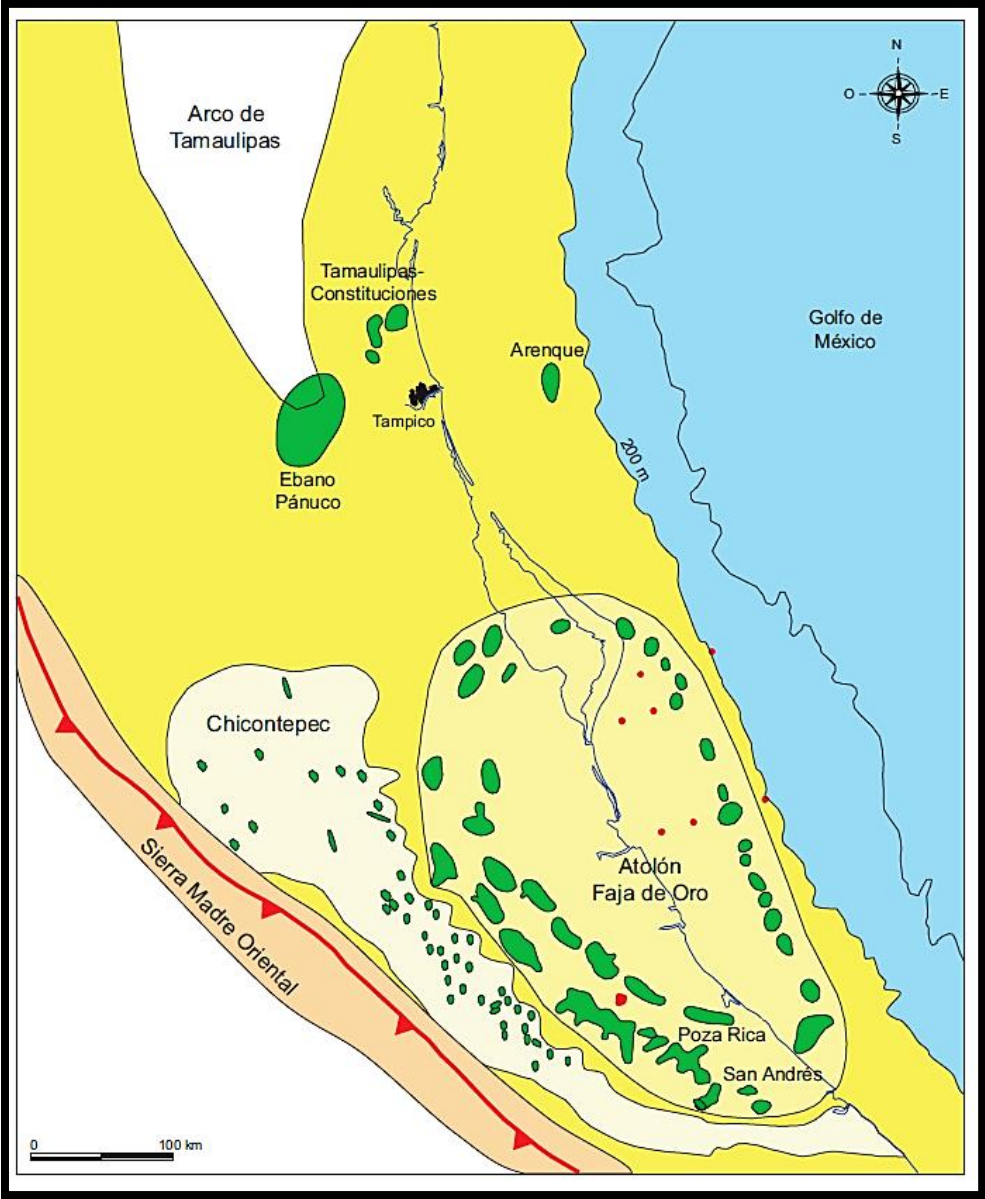 N
O
E
S
Arco de
Tamaulipas
Tamaulipas-
Constituciones
Golfo de
México
Arenque
Tampico
200 m
Ebano
Pánuco
Chicontepec
Sierra Madre Oriental
Atolón
Faja de Oro
Poza Rica
San Andrés
0
100 km